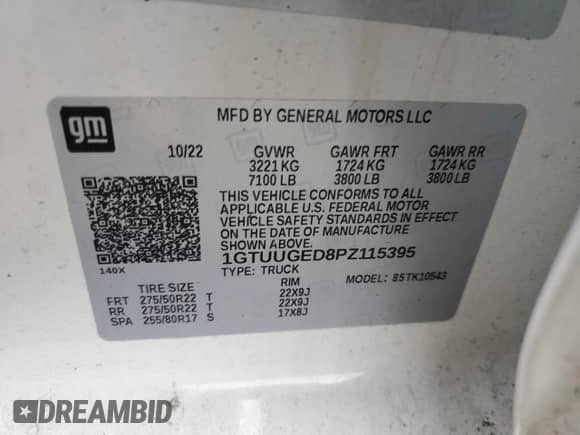 gm
MFD BY GENERAL MOTORS LLC
10/22 GVWR GAWR FRT GAWR RR
3221 KG 1724 KG 1724 KG
7100 LB 3800 LB 3800 LB
THIS VEHICLE CONFORMS TO ALL
APPLICABLE U.S. FEDERAL MOTOR
VEHICLE SAFETY STANDARDS IN EFFECT
ON THE DATE OF MANUFACTURE
SHOWN ABOVE.
1GTUUGED8PZ115395
140X
TYPE: TRUCK
MODEL: 85TK10543
TIRE SIZE RIM
FRT 275/50R22 T 22X9J
RR 275/50R22 T 22X9J
SPA 255/80R17 S 17X8J
DREAMBID